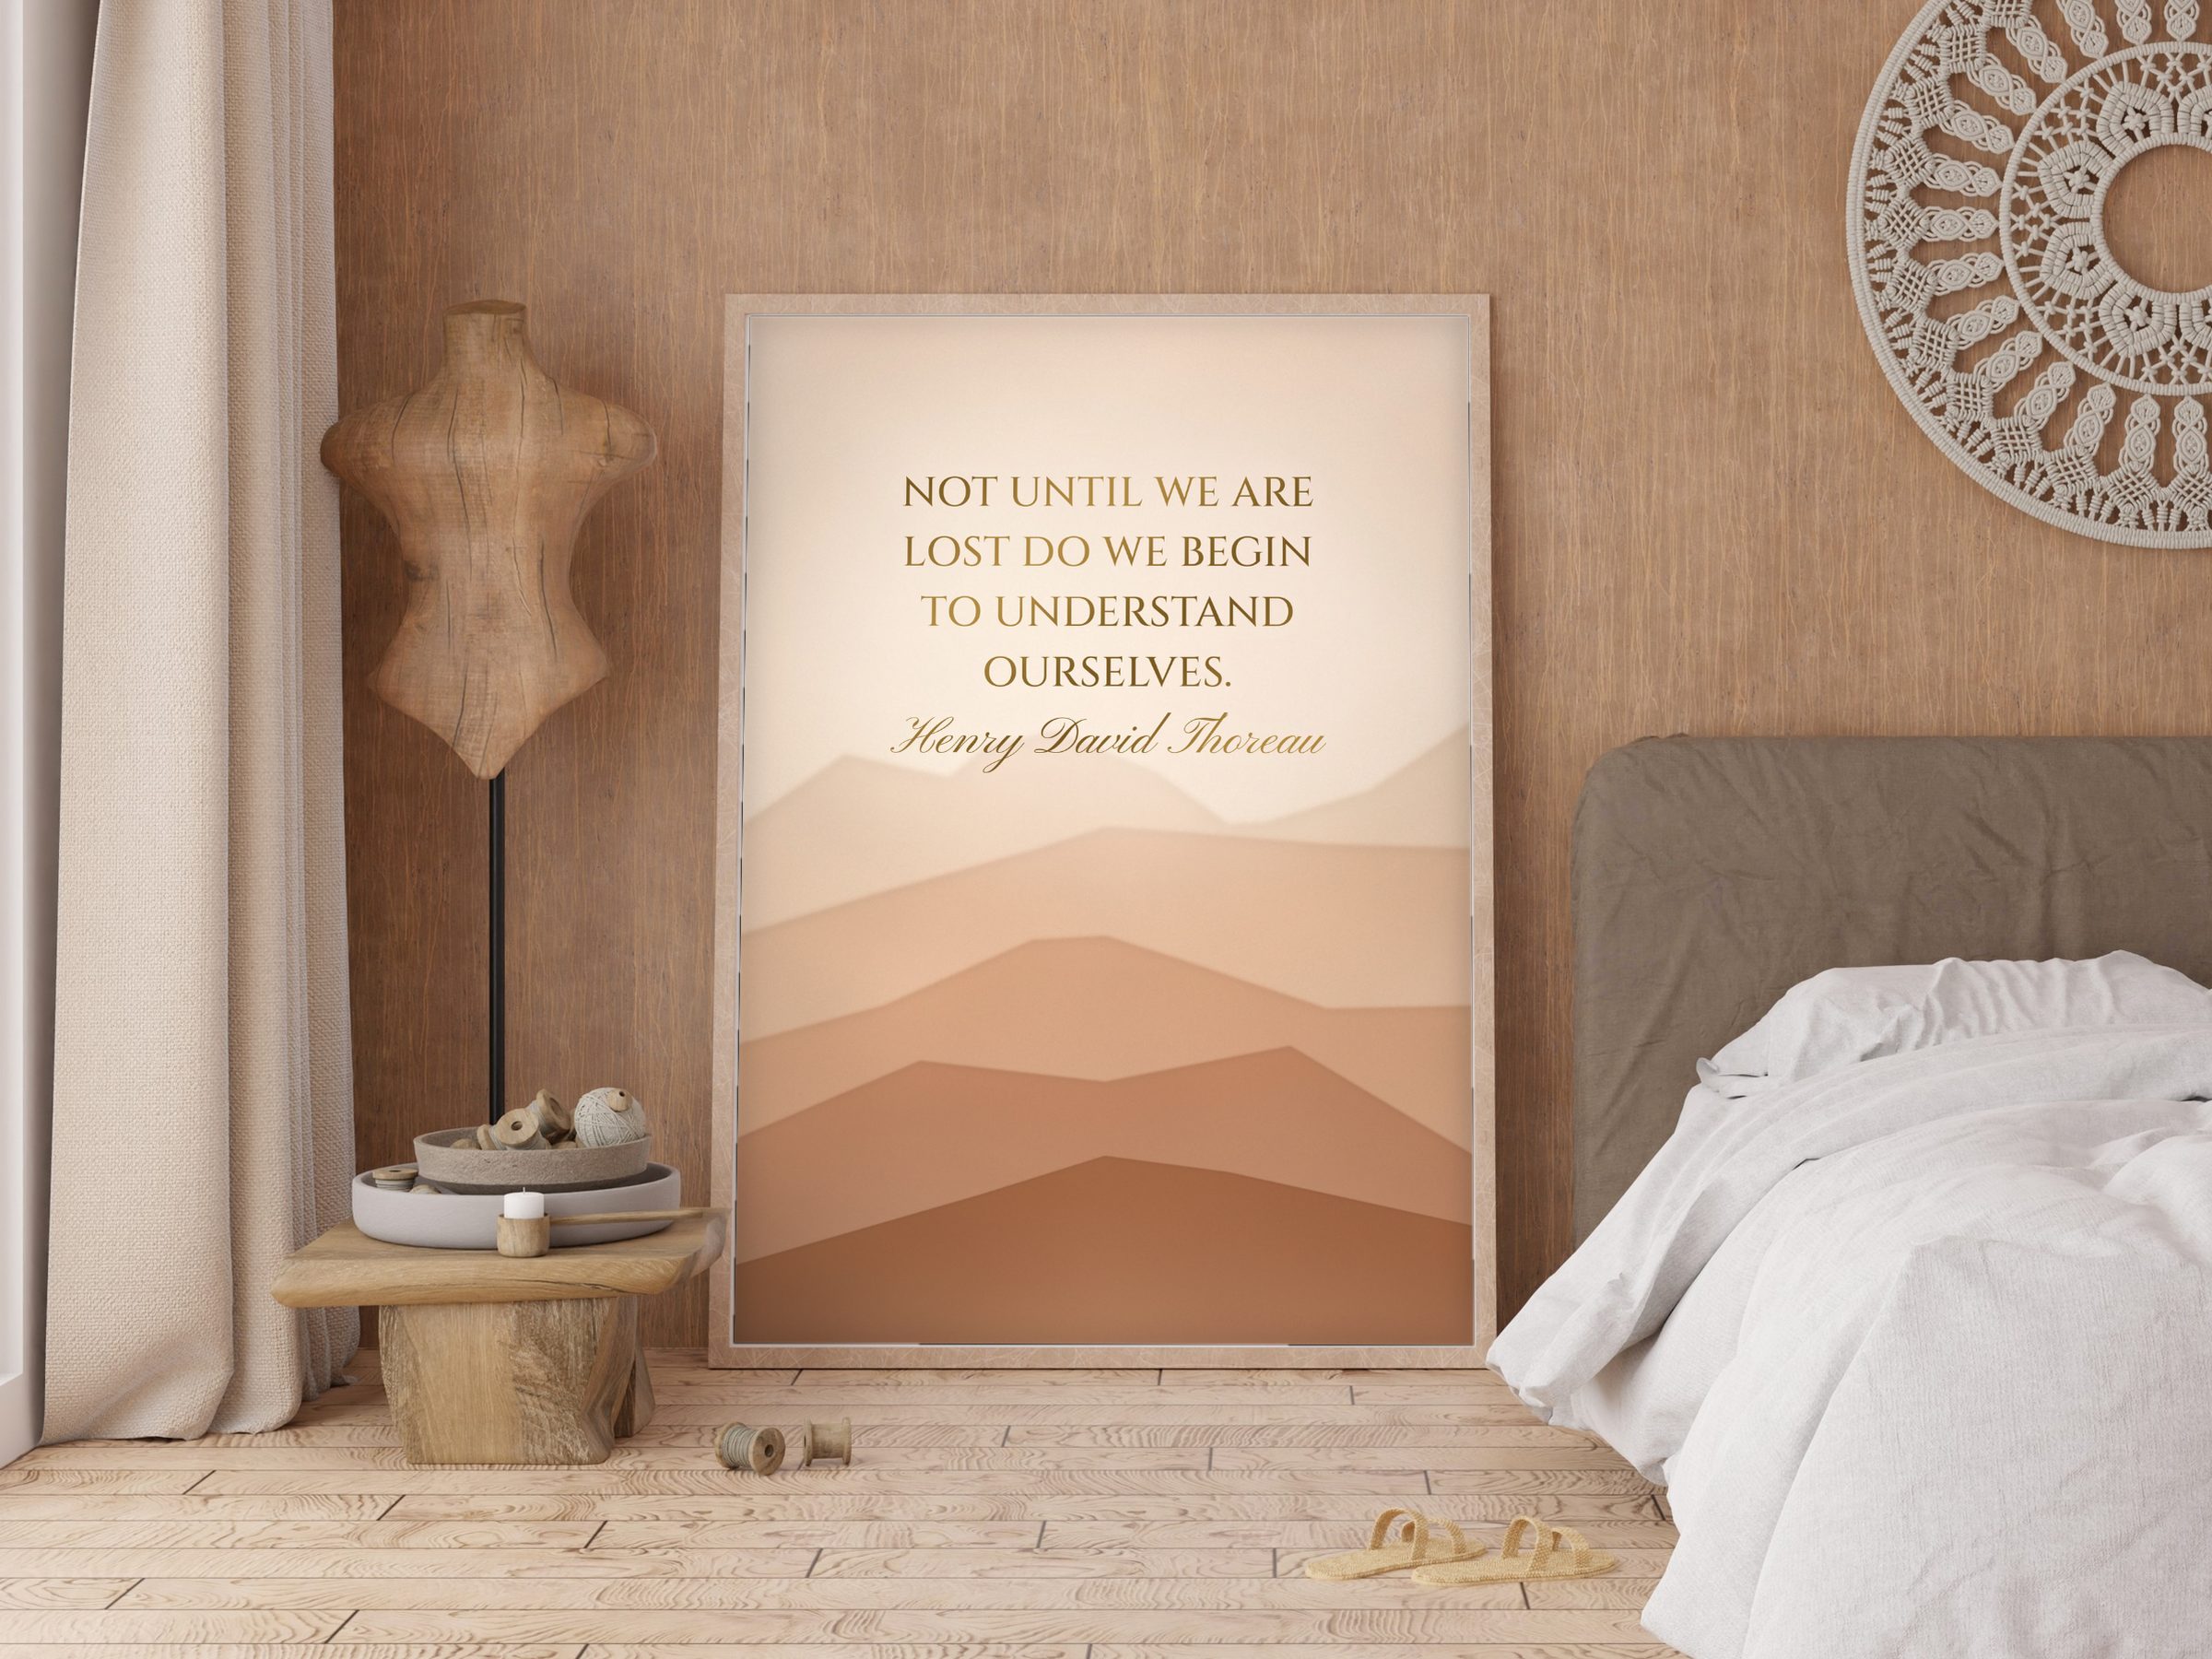 NOT UNTIL WE ARE
LOST DO WE BEGIN
TO UNDERSTAND
OURSELVES.
Henry David Thoreau